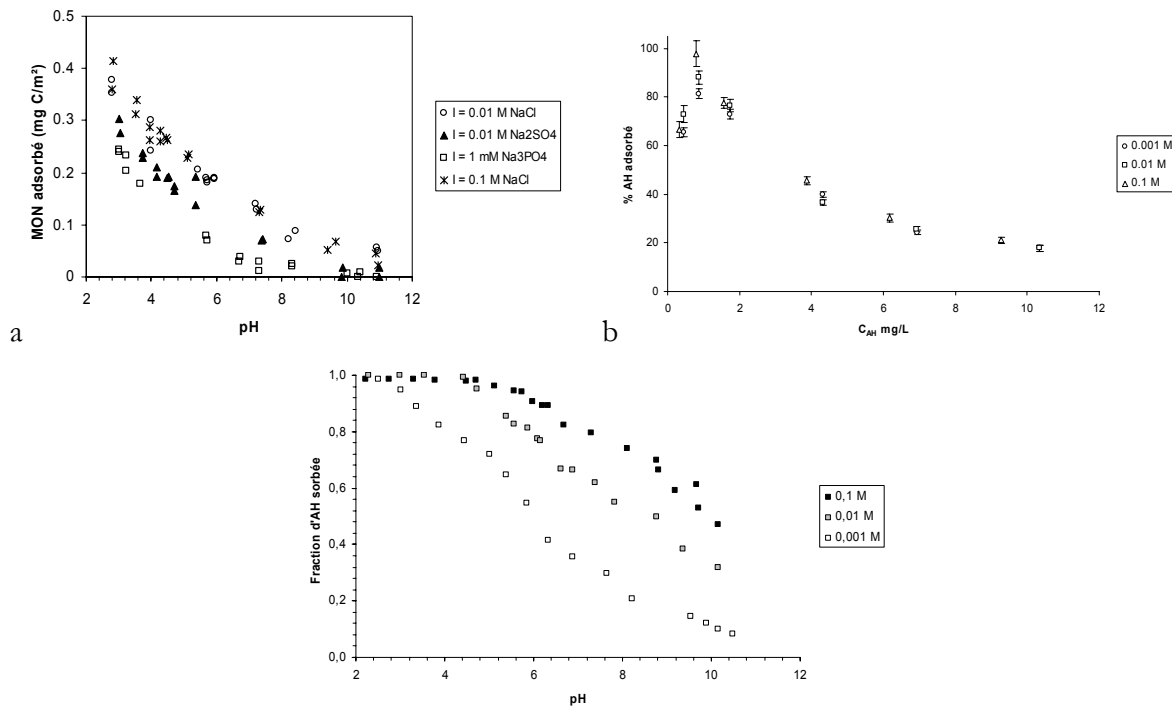 0.5
0.4
0.3
0.2
0.1
0
2 4 6 8 10 12
MON adsorbé (mg C/m²)
pH
I = 0.01 M NaCl
I = 0.01 M Na2SO4
I = 1 mM Na3PO4
I = 0.1 M NaCl
a
100
80
60
40
20
0
0 2 4 6 8 10 12
% AH adsorbé
C_AH mg/L
0.001 M
0.01 M
0.1 M
b
1,0
0,8
0,6
0,4
0,2
0,0
2 4 6 8 10 12
Fraction d'AH sorbée
pH
0,1 M
0,01 M
0,001 M